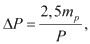 ΔP = 2,5m_p / P,